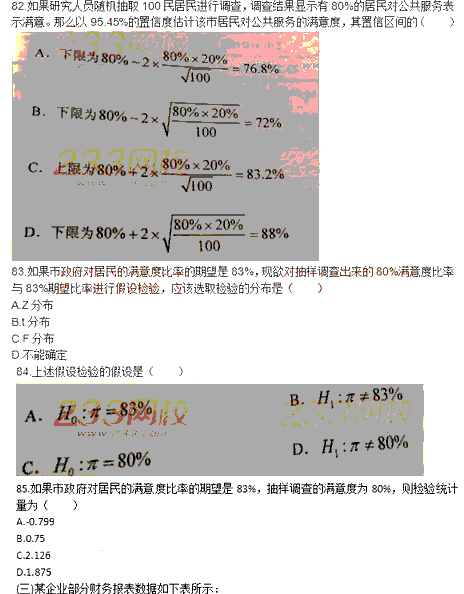 82.如果研究人员随机抽取 100 民居民进行调查，调查结果显示有 80%的居民对公共服务表
示满意。那么以 95.45%的置信度估计该市居民对公共服务的满意度，其置信区间的（　　）
A．下限为80%−2×80%×20%/√100=76.8%
B．下限为80%−2×√(80%×20%/100)=72%
C．上限为80%+2×80%×20%/√100=83.2%
D．下限为80%+2×√(80%×20%/100)=88%
83.如果市政府对居民的满意度比率的期望是 83%，现欲对抽样调查出来的 80%满意度比率
与 83%期望比率进行假设检验，应该选取检验的分布是（　　）
A.Z 分布
B.t 分布
C.F 分布
D.不能确定
84.上述假设检验的假设是（　　）
A．H₀:π=83%
B．H₁:π≠83%
C．H₀:π=80%
D．H₁:π≠80%
233网校
85.如果市政府对居民的满意度比率的期望是 83%，抽样调查的满意度为 80%，则检验统计
量为（　　）
A.-0.799
B.0.75
C.2.126
D.1.875
(三)某企业部分财务报表数据如下表所示：